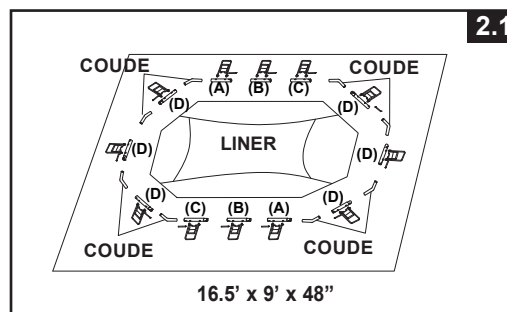 2.1
COUDE COUDE
(A) (B) (C)
(D) (D)
(D) LINER (D)
(D) (D)
(C) (B) (A)
COUDE COUDE
16.5’ x 9’ x 48”